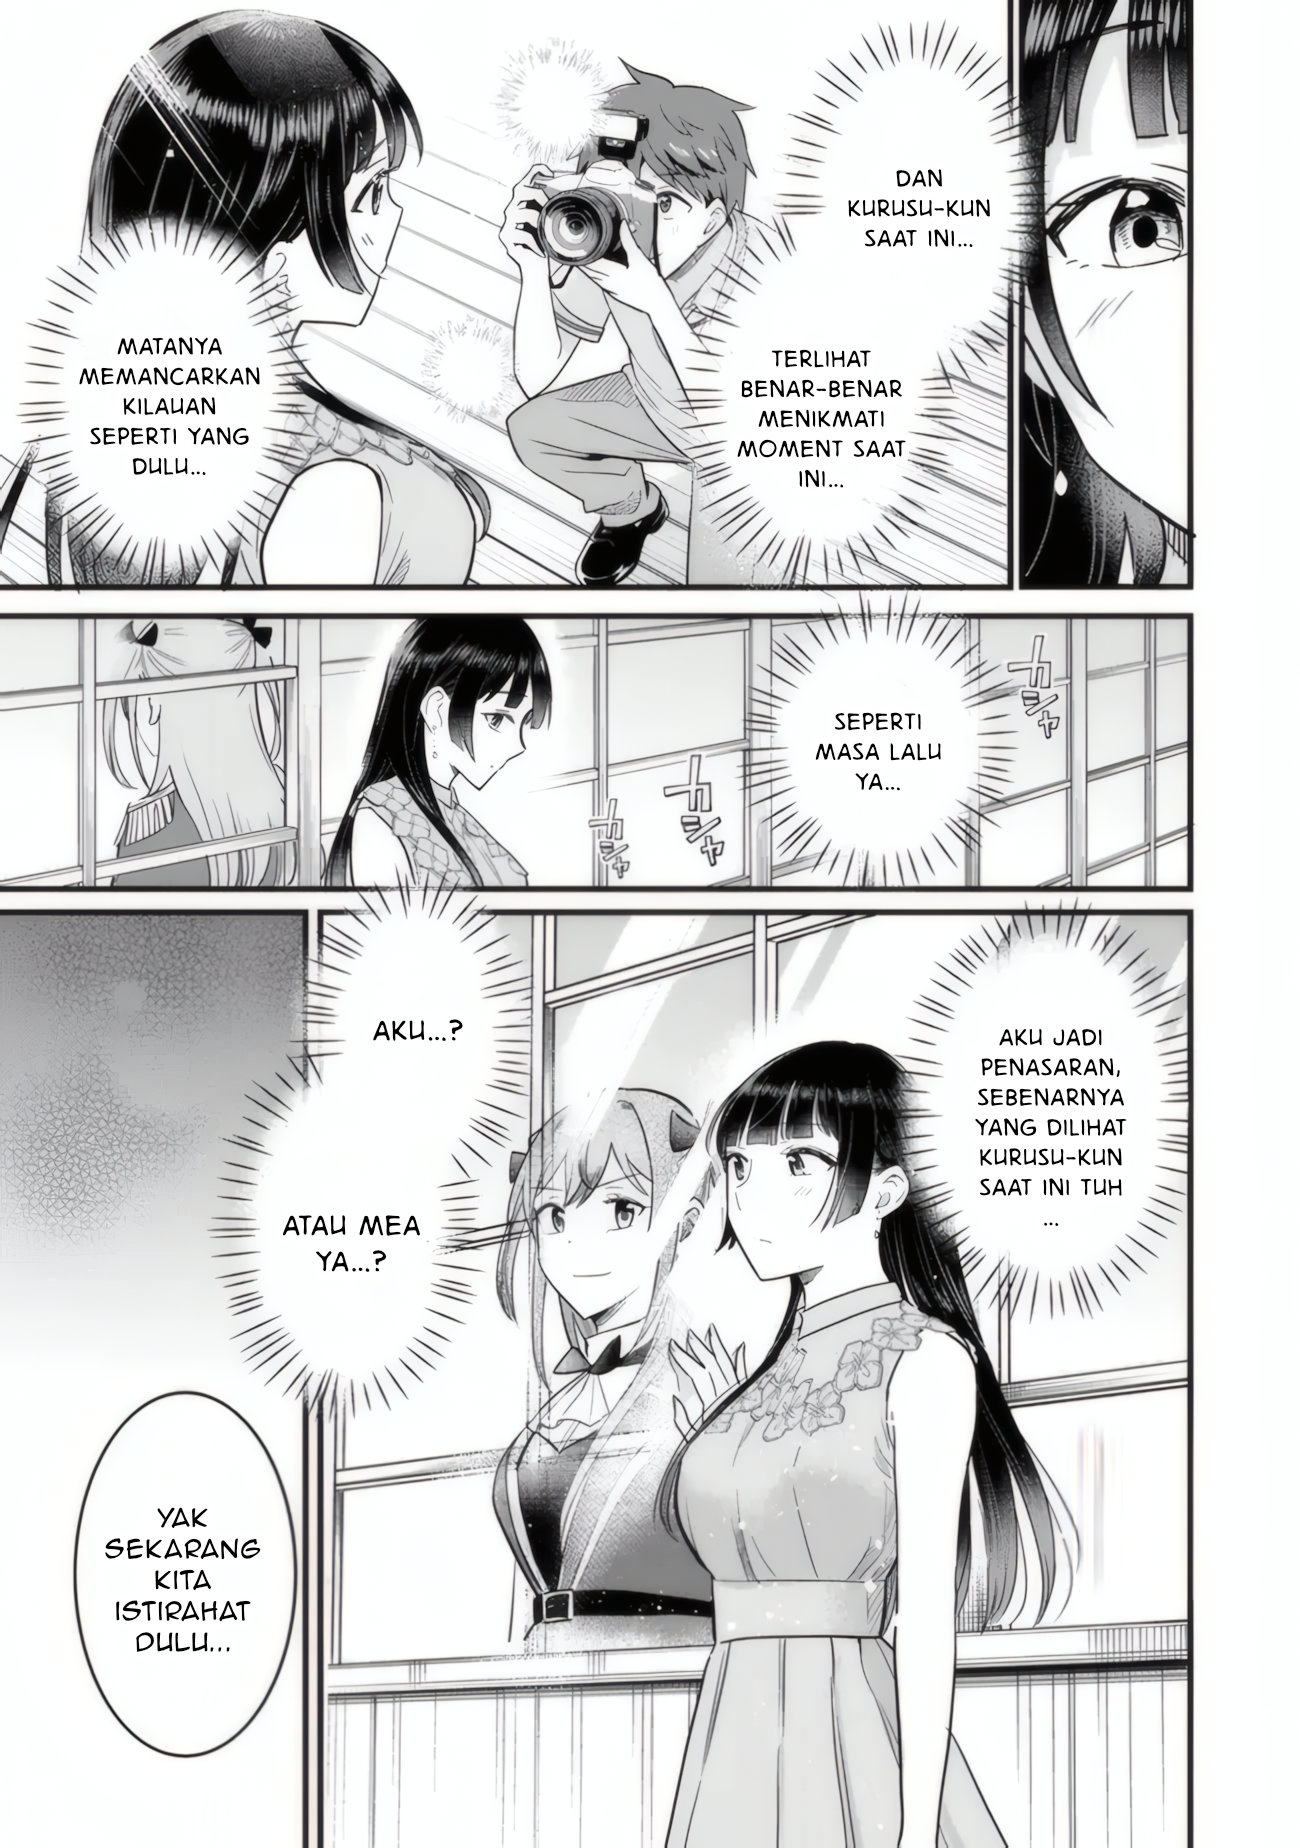 DAN
KURUSU-KUN
SAAT INI...
TERLIHAT
BENAR-BENAR
MENIKMATI
MOMENT SAAT
INI...
MATANYA
MEMANCARKAN
KILAUAN
SEPERTI YANG
DULU...
カシャ
SEPERTI
MASA LALU
YA...
カシャ
カシャ
AKU JADI
PENASARAN,
SEBENARNYA
YANG DILIHAT
KURUSU-KUN
SAAT INI TUH
...
AKU...?
ATAU MEA
YA...?
YAK
SEKARANG
KITA
ISTIRAHAT
DULU...